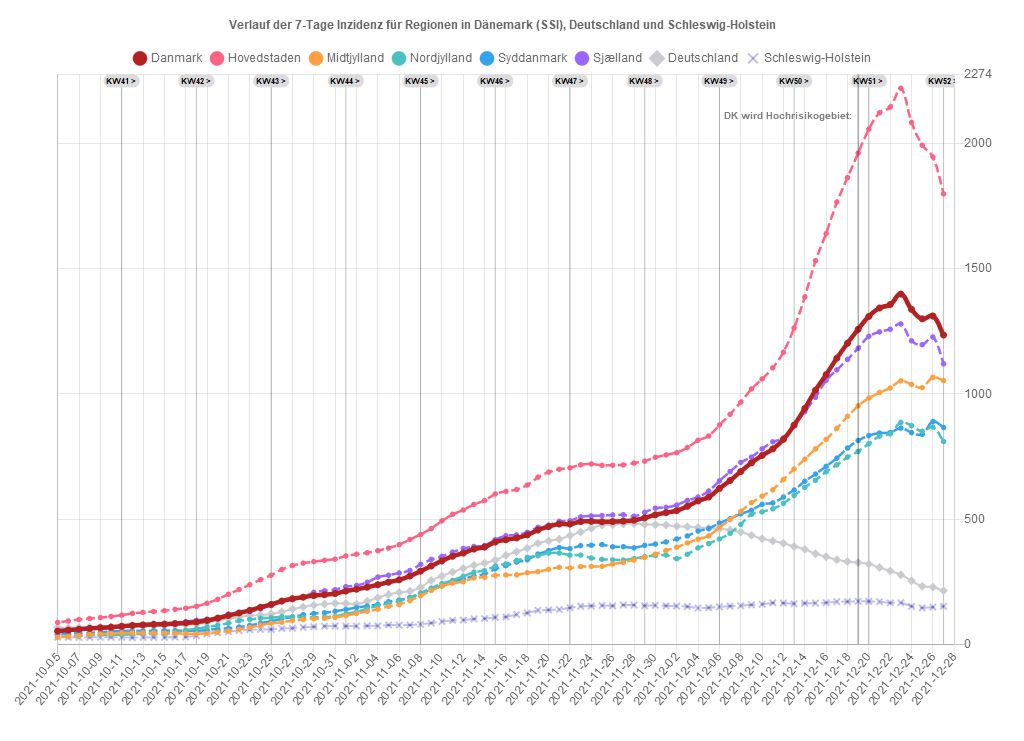 Verlauf der 7-Tage Inzidenz für Regionen in Dänemark (SSI), Deutschland und Schleswig-Holstein
Danmark Hovedstaden Midtjylland Nordjylland Syddanmark Sjælland Deutschland Schleswig-Holstein
KW41 > KW42 > KW43 > KW44 > KW45 > KW46 > KW47 > KW48 > KW49 > KW50 > KW51 > KW52 >
2274
DK wird Hochrisikogebiet:
2000
1500
1000
500
0
2021-10-05 2021-10-07 2021-10-09 2021-10-11 2021-10-13 2021-10-15 2021-10-17 2021-10-19 2021-10-21 2021-10-23 2021-10-25 2021-10-27 2021-10-29 2021-10-31 2021-11-02 2021-11-04 2021-11-06 2021-11-08 2021-11-10 2021-11-12 2021-11-14 2021-11-16 2021-11-18 2021-11-20 2021-11-22 2021-11-24 2021-11-26 2021-11-28 2021-11-30 2021-12-02 2021-12-04 2021-12-06 2021-12-08 2021-12-10 2021-12-12 2021-12-14 2021-12-16 2021-12-18 2021-12-20 2021-12-22 2021-12-24 2021-12-26 2021-12-28